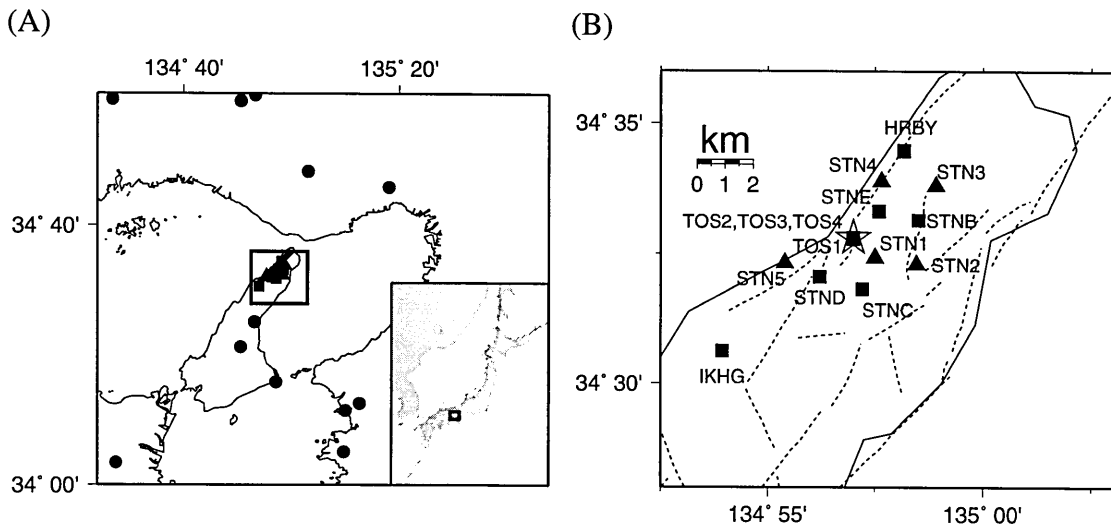 (A)
(B)
134° 40'
135° 20'
34° 40'
34° 00'
34° 35'
km
0 1 2
HRBY
STN4
STN3
STNE
TOS2,TOS3,TOS4
STNB
TOS1
STN1
STN5
STN2
STND
STNC
IKHG
34° 30'
134° 55'
135° 00'